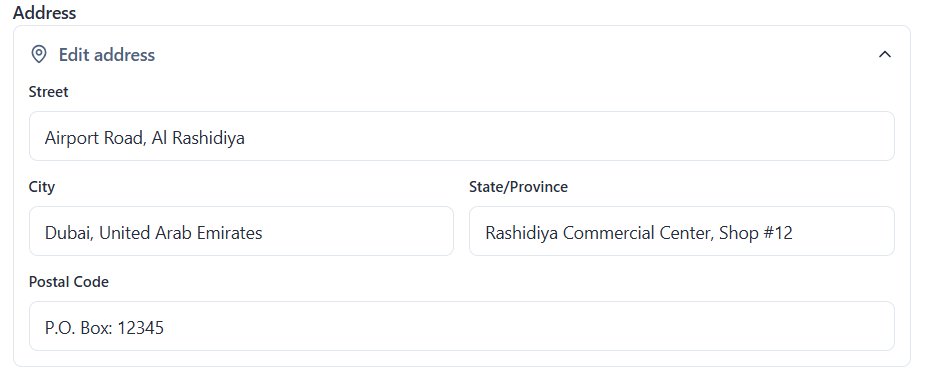 Address
Edit address
Street
Airport Road, Al Rashidiya
City
State/Province
Dubai, United Arab Emirates
Rashidiya Commercial Center, Shop #12
Postal Code
P.O. Box: 12345